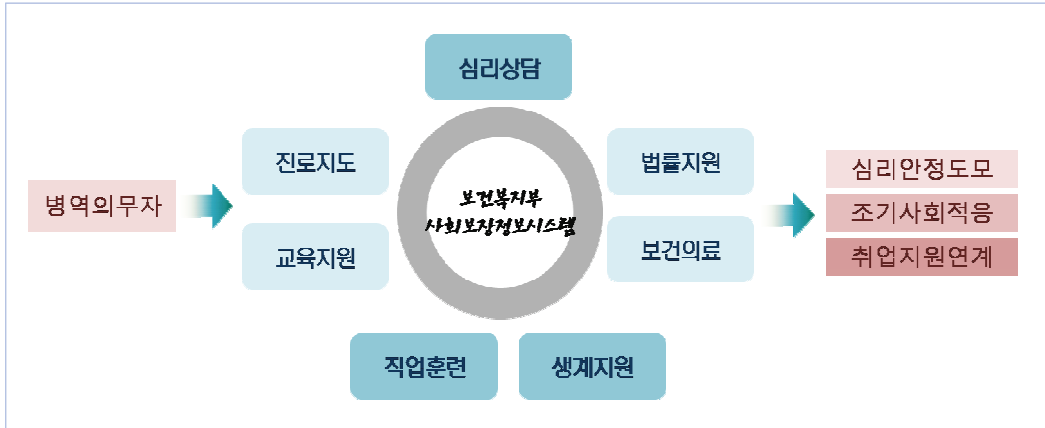 심리상담
진로지도
법률지원
병역의무자
보건복지부
사회보장정보시스템
심리안정도모
조기사회적응
취업지원연계
교육지원
보건의료
직업훈련
생계지원